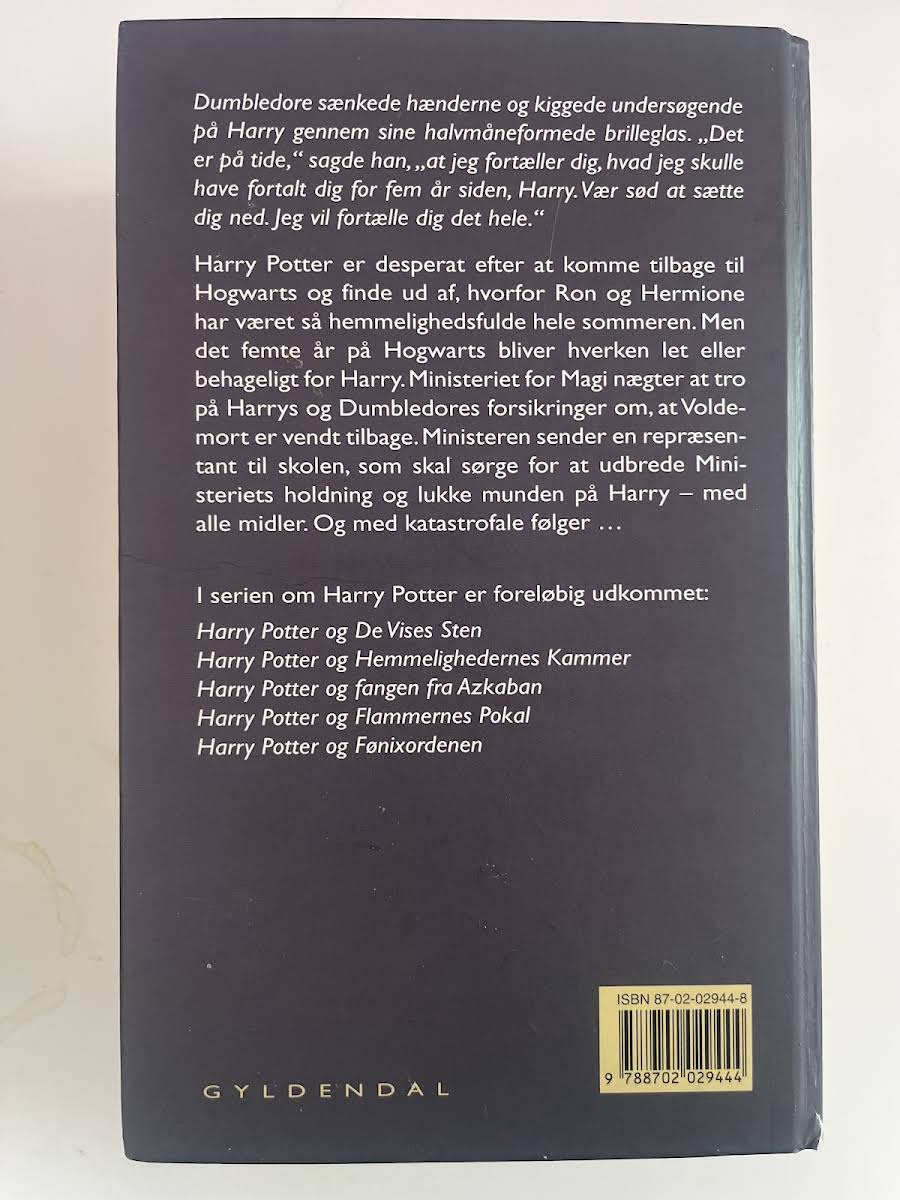 Dumbledore sænkede hænderne og kiggede undersøgende
på Harry gennem sine halvmåneformede brilleglas. „Det
er på tide,“ sagde han, „at jeg fortæller dig, hvad jeg skulle
have fortalt dig for fem år siden, Harry. Vær sød at sætte
dig ned. Jeg vil fortælle dig det hele.“
Harry Potter er desperat efter at komme tilbage til
Hogwarts og finde ud af, hvorfor Ron og Hermione
har været så hemmelighedsfulde hele sommeren. Men
det femte år på Hogwarts bliver hverken let eller
behageligt for Harry. Ministeriet for Magi nægter at tro
på Harrys og Dumbledores forsikringer om, at Volde-
mort er vendt tilbage. Ministeren sender en repræsen-
tant til skolen, som skal sørge for at udbrede Mini-
steriets holdning og lukke munden på Harry – med
alle midler. Og med katastrofale følger …
I serien om Harry Potter er foreløbig udkommet:
Harry Potter og De Vises Sten
Harry Potter og Hemmelighedernes Kammer
Harry Potter og fangen fra Azkaban
Harry Potter og Flammernes Pokal
Harry Potter og Fønixordenen
ISBN 87-02-02944-8
9 788702 029444
GYLDENDAL